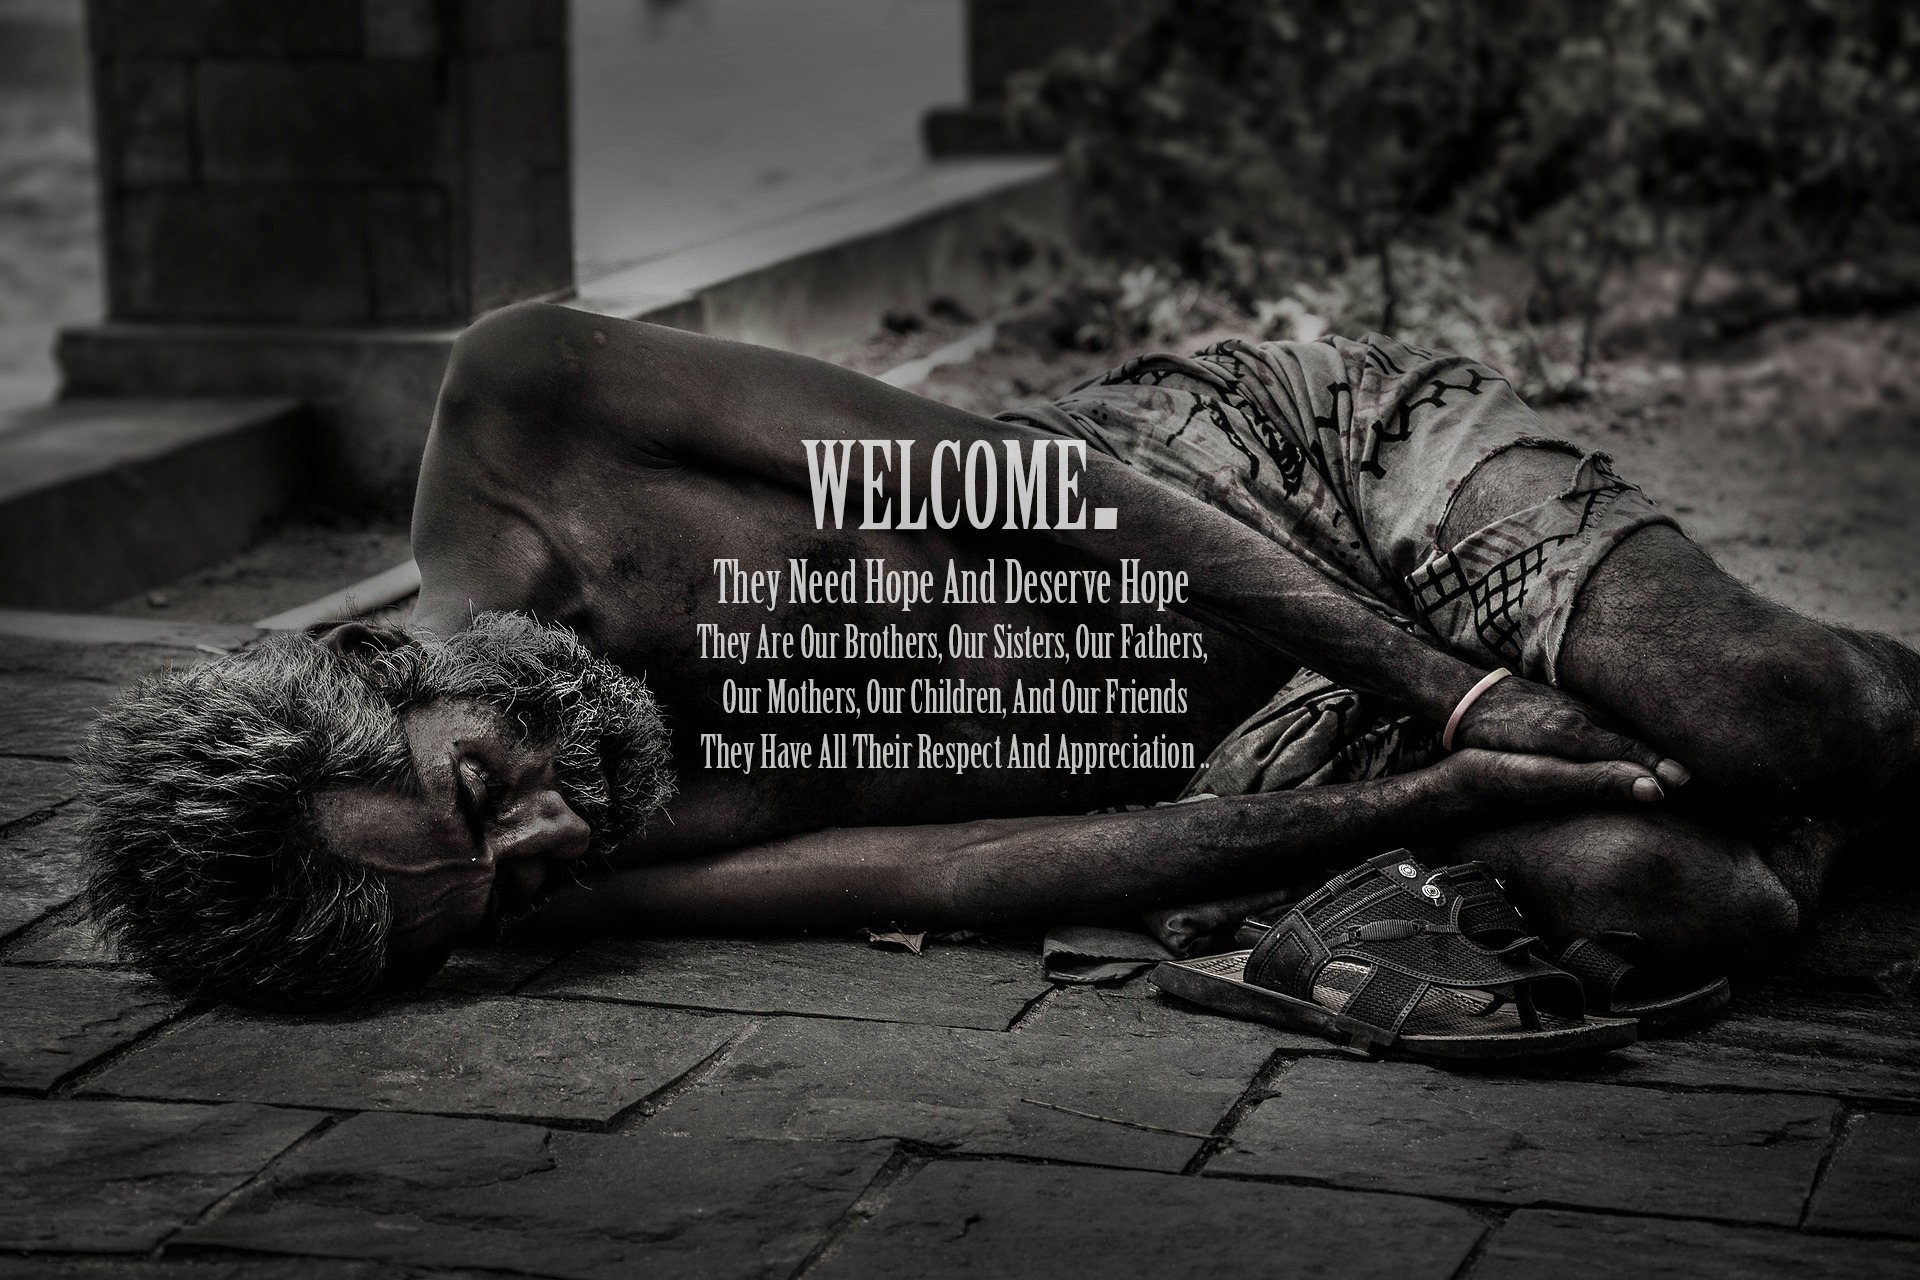 WELCOME.
They Need Hope And Deserve Hope
They Are Our Brothers, Our Sisters, Our Fathers,
Our Mothers, Our Children, And Our Friends
They Have All Their Respect And Appreciation ..